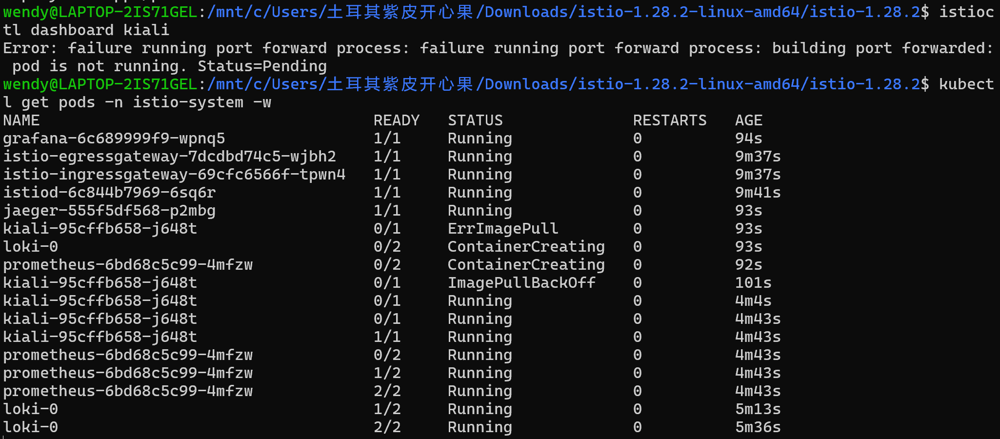 wendy@LAPTOP-2IS71GEL:/mnt/c/Users/土耳其紫皮开心果/Downloads/istio-1.28.2-linux-amd64/istio-1.28.2$ istioc
tl dashboard kiali
Error: failure running port forward process: failure running port forward process: building port forwarded:
 pod is not running. Status=Pending
wendy@LAPTOP-2IS71GEL:/mnt/c/Users/土耳其紫皮开心果/Downloads/istio-1.28.2-linux-amd64/istio-1.28.2$ kubect
l get pods -n istio-system -w
NAME                                    READY   STATUS              RESTARTS   AGE
grafana-6c689999f9-wpnq5                1/1     Running             0          94s
istio-egressgateway-7dcdbd74c5-wjbh2    1/1     Running             0          9m37s
istio-ingressgateway-69cfc6566f-tpwn4   1/1     Running             0          9m37s
istiod-6c844b7969-6sq6r                 1/1     Running             0          9m41s
jaeger-555f5df568-p2mbg                 1/1     Running             0          93s
kiali-95cffb658-j648t                   0/1     ErrImagePull        0          93s
loki-0                                  0/2     ContainerCreating   0          93s
prometheus-6bd68c5c99-4mfzw             0/2     ContainerCreating   0          92s
kiali-95cffb658-j648t                   0/1     ImagePullBackOff    0          101s
kiali-95cffb658-j648t                   0/1     Running             0          4m4s
kiali-95cffb658-j648t                   0/1     Running             0          4m43s
kiali-95cffb658-j648t                   1/1     Running             0          4m43s
prometheus-6bd68c5c99-4mfzw             0/2     Running             0          4m43s
prometheus-6bd68c5c99-4mfzw             1/2     Running             0          4m43s
prometheus-6bd68c5c99-4mfzw             2/2     Running             0          4m43s
loki-0                                  1/2     Running             0          5m13s
loki-0                                  2/2     Running             0          5m36s